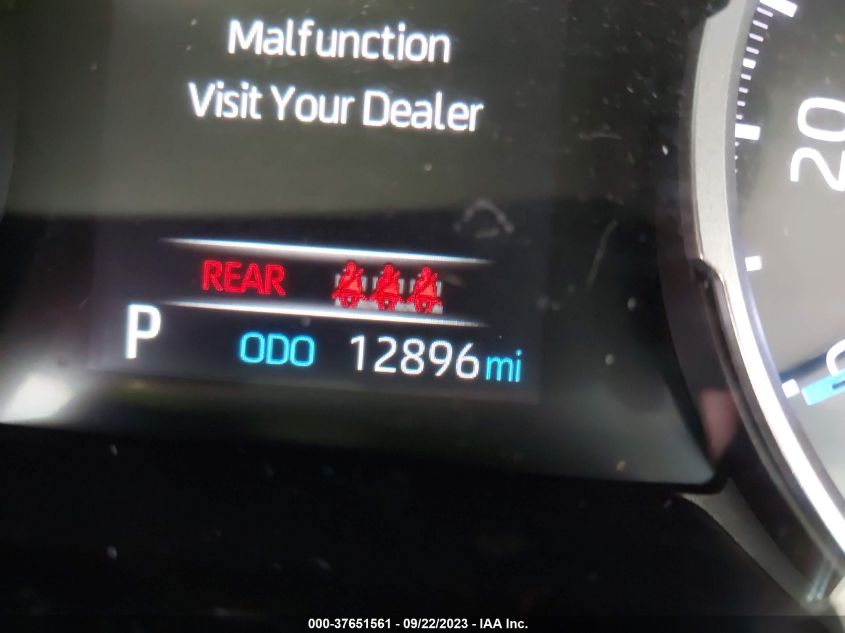 Malfunction
Visit Your Dealer
20
REAR
P ODO 12896 mi
000-37651561 - 09/22/2023 - IAA Inc.